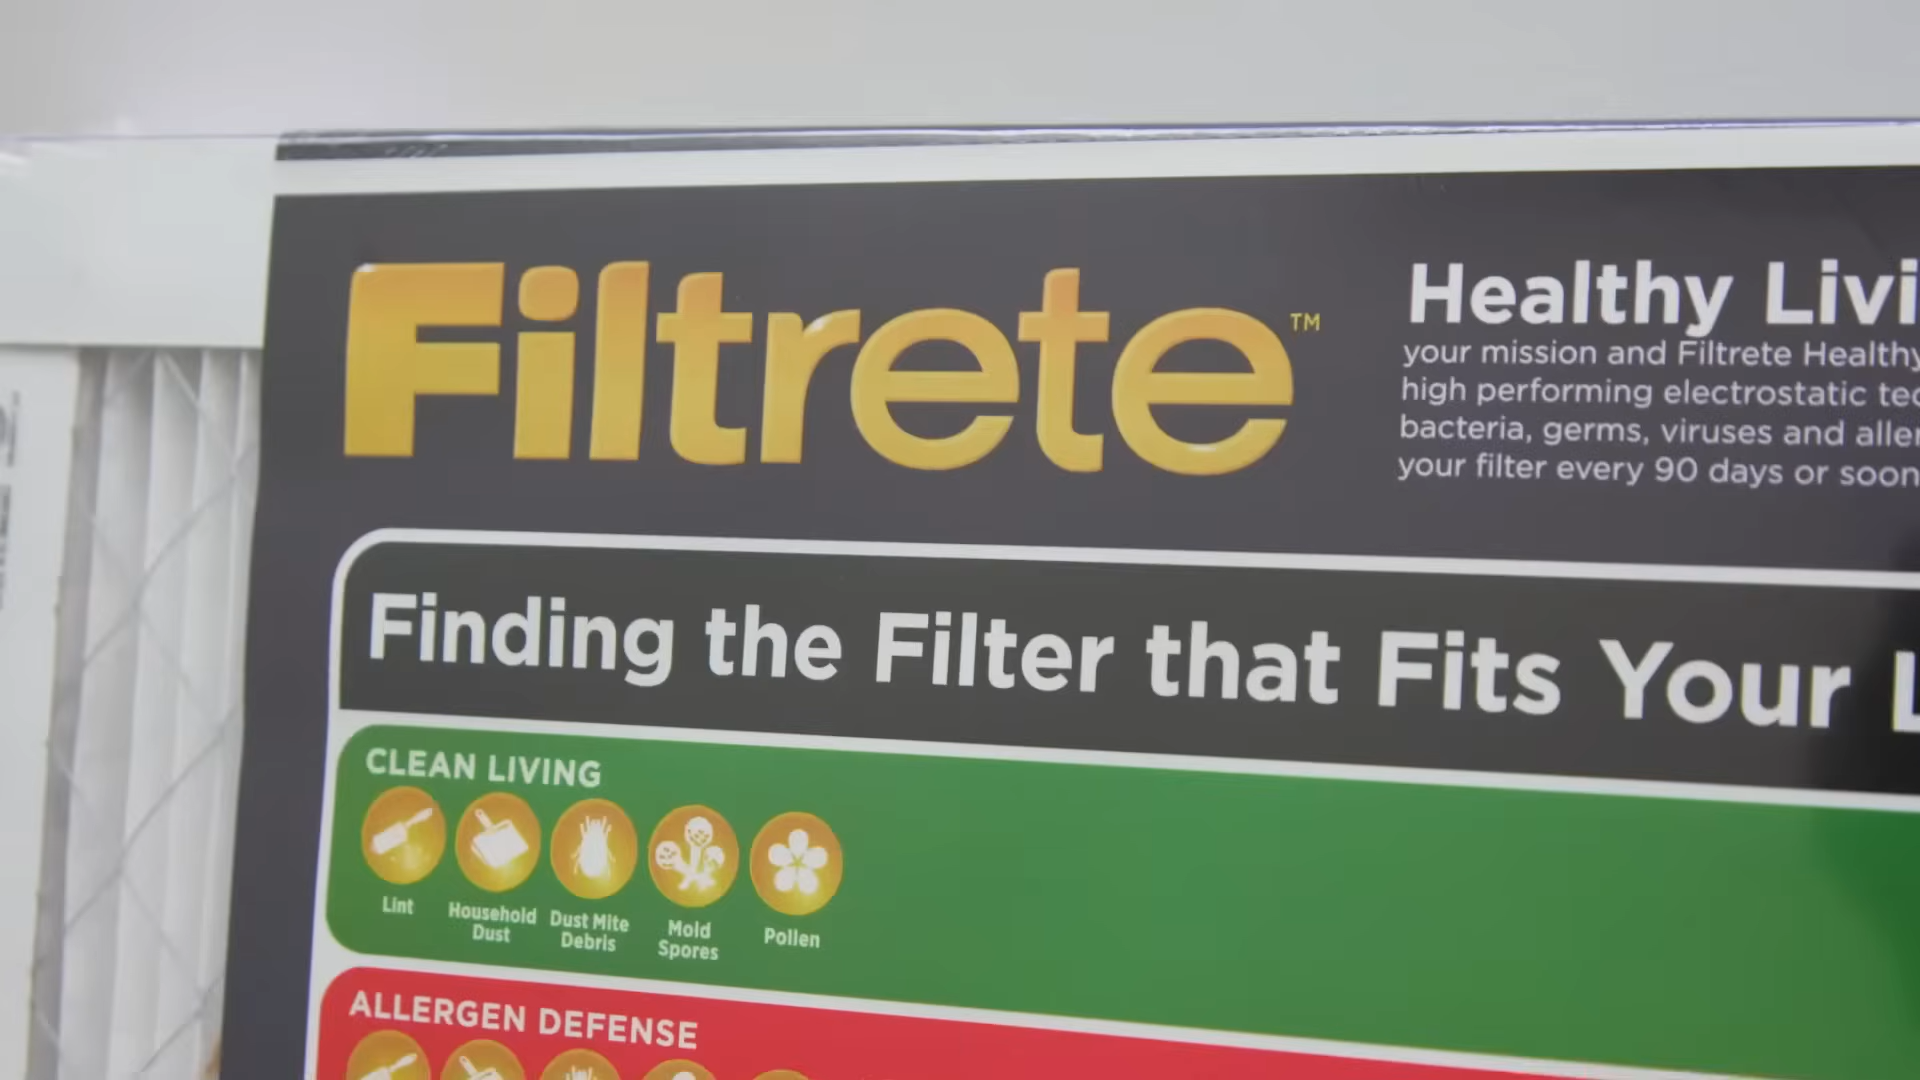 Filtrete™
Healthy Livi
your mission and Filtrete Healthy
high performing electrostatic tec
bacteria, germs, viruses and aller
your filter every 90 days or soon
Finding the Filter that Fits Your L
CLEAN LIVING
Lint
Household
Dust
Dust Mite
Debris
Mold
Spores
Pollen
ALLERGEN DEFENSE